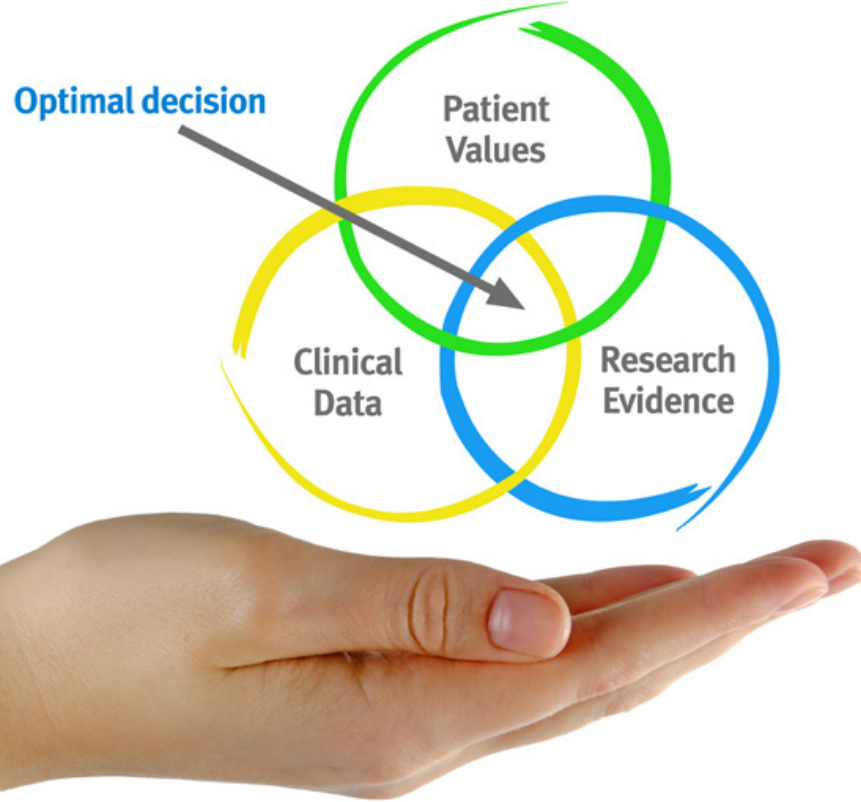 Optimal decision
Patient
Values
Clinical
Data
Research
Evidence